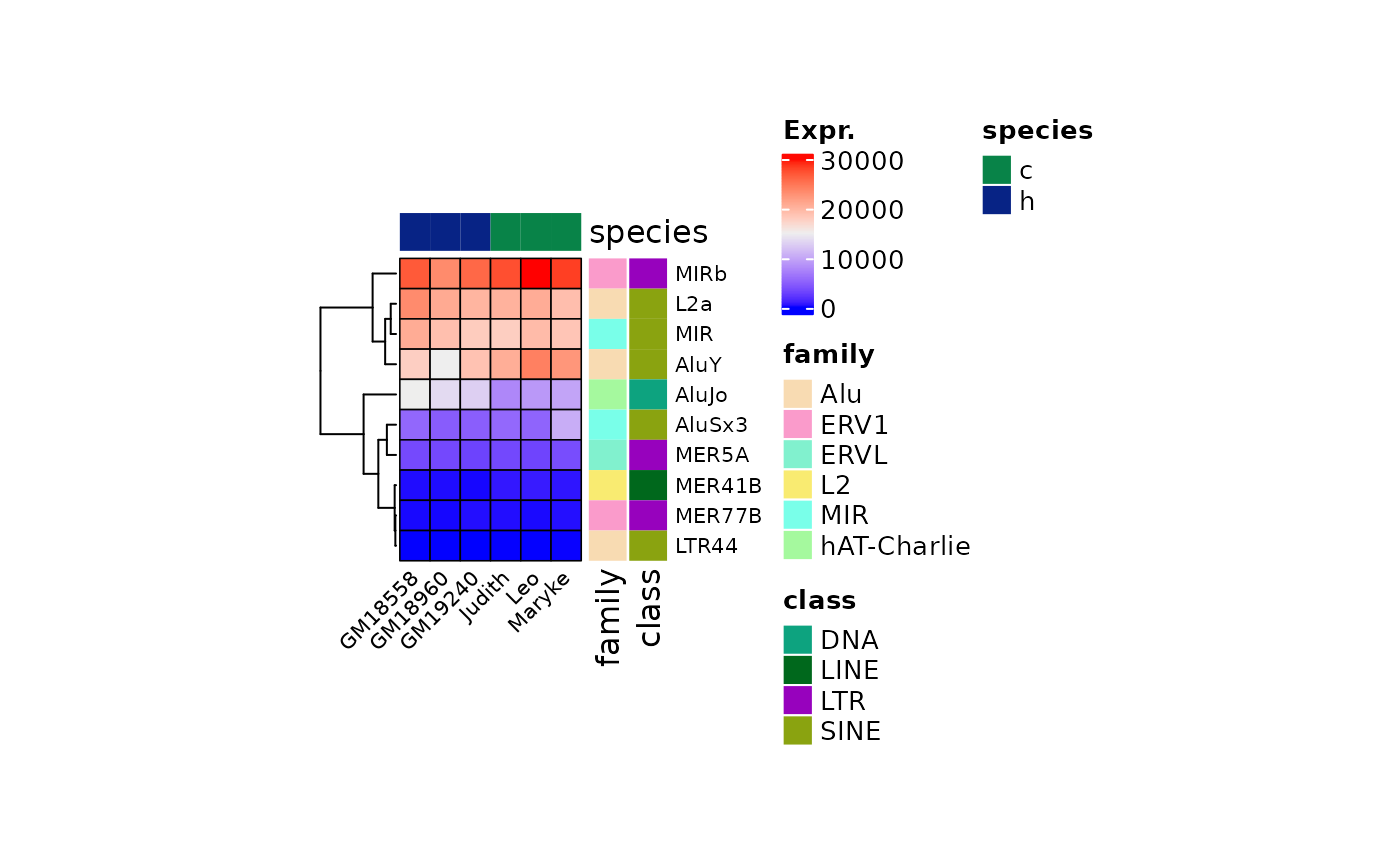 species
MIRb
L2a
MIR
AluY
AluJo
AluSx3
MER5A
MER41B
MER77B
LTR44
GM18558
GM18960
GM19240
Judith
Leo
Maryke
family
class
Expr.
30000
20000
10000
0
family
Alu
ERV1
ERVL
L2
MIR
hAT-Charlie
class
DNA
LINE
LTR
SINE
species
c
h